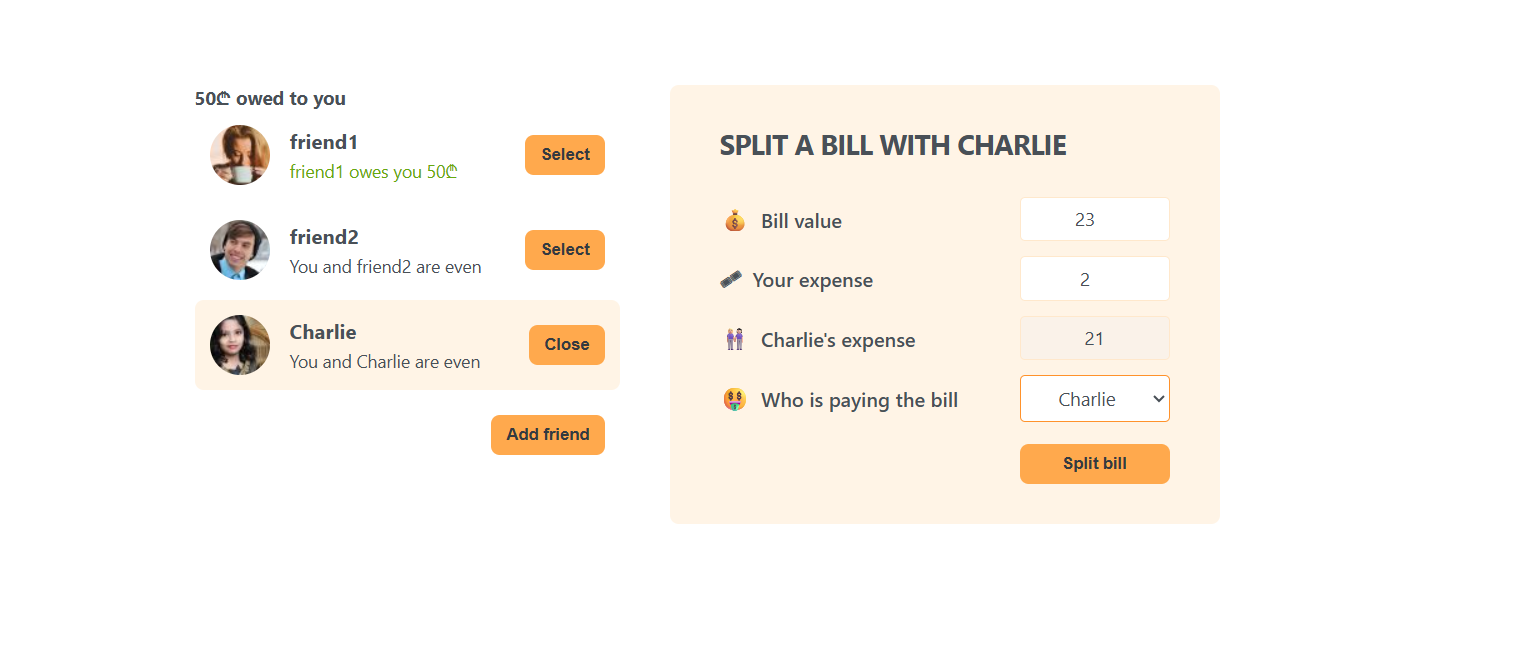 50₾ owed to you
friend1
friend1 owes you 50₾
Select
friend2
You and friend2 are even
Select
Charlie
You and Charlie are even
Close
Add friend
SPLIT A BILL WITH CHARLIE
💰 Bill value 23
Your expense 2
Charlie's expense 21
🤑 Who is paying the bill Charlie
Split bill